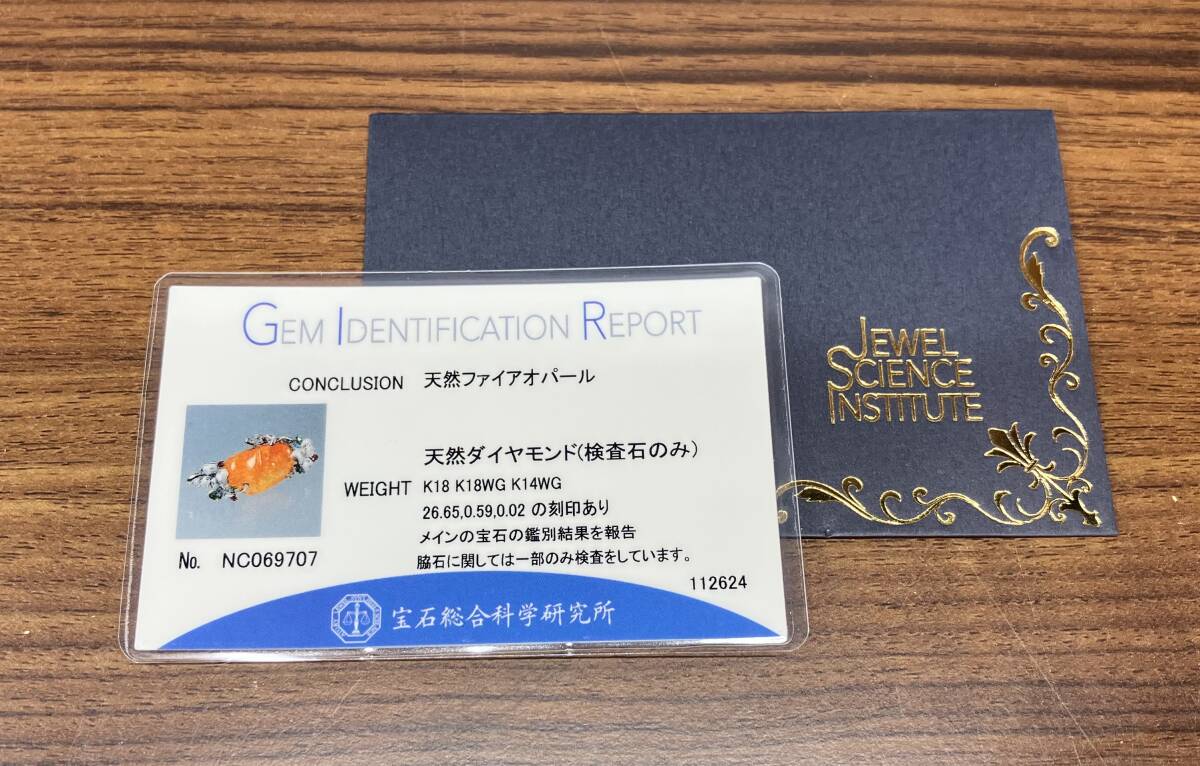 GEM IDENTIFICATION REPORT
CONCLUSION 天然ファイアオパール
天然ダイヤモンド(検査石のみ)
WEIGHT K18 K18WG K14WG
26.65,0.59,0.02 の刻印あり
メインの宝石の鑑別結果を報告
脇石に関しては一部のみ検査をしています。
No. NC069707
112624
宝石総合科学研究所
JEWEL
SCIENCE
INSTITUTE